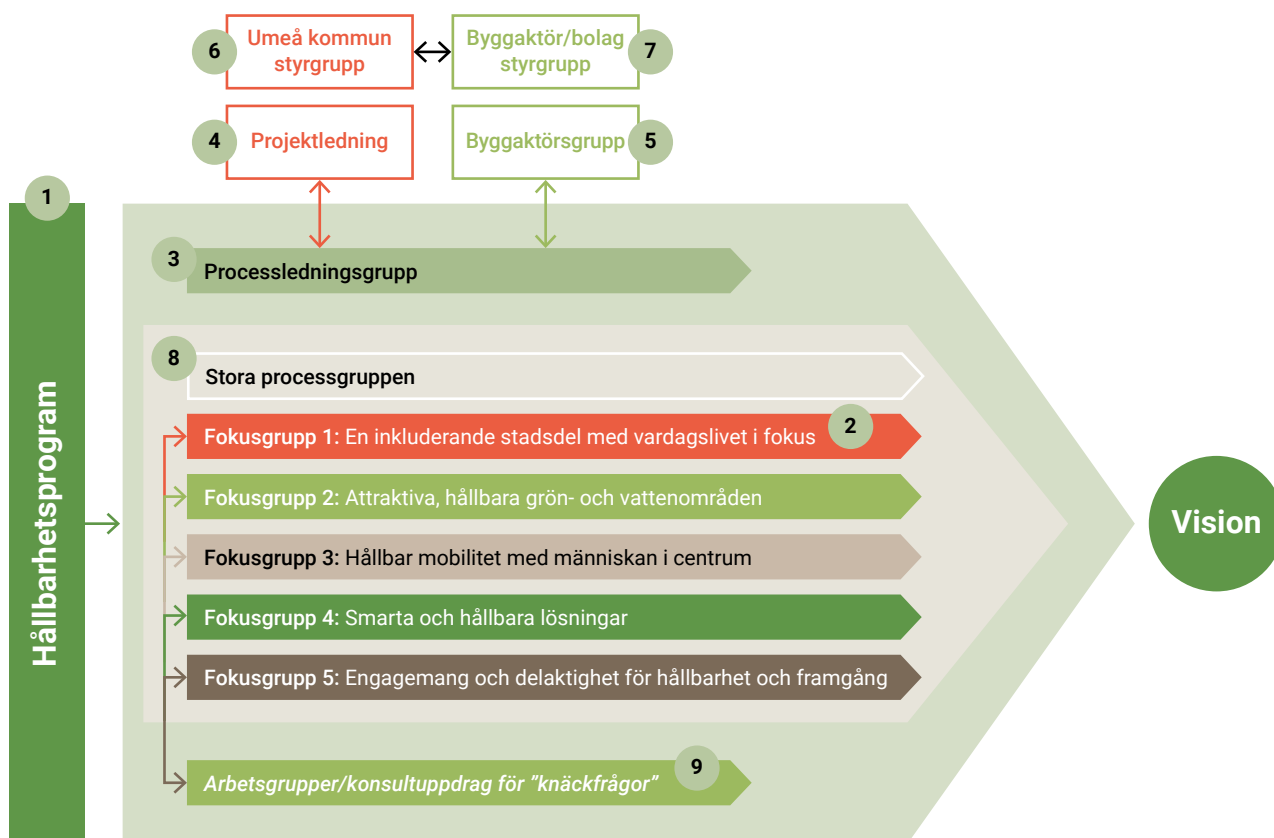 6
Umeå kommun
styrgrupp
Byggaktör/bolag
styrgrupp
7
4
Projektledning
Byggaktörsgrupp
5
1
Hållbarhetsprogram
3
Processledningsgrupp
8
Stora processgruppen
Fokusgrupp 1: En inkluderande stadsdel med vardagslivet i fokus
2
Fokusgrupp 2: Attraktiva, hållbara grön- och vattenområden
Fokusgrupp 3: Hållbar mobilitet med människan i centrum
Fokusgrupp 4: Smarta och hållbara lösningar
Fokusgrupp 5: Engagemang och delaktighet för hållbarhet och framgång
Arbetsgrupper/konsultuppdrag för ”knäckfrågor”
9
Vision